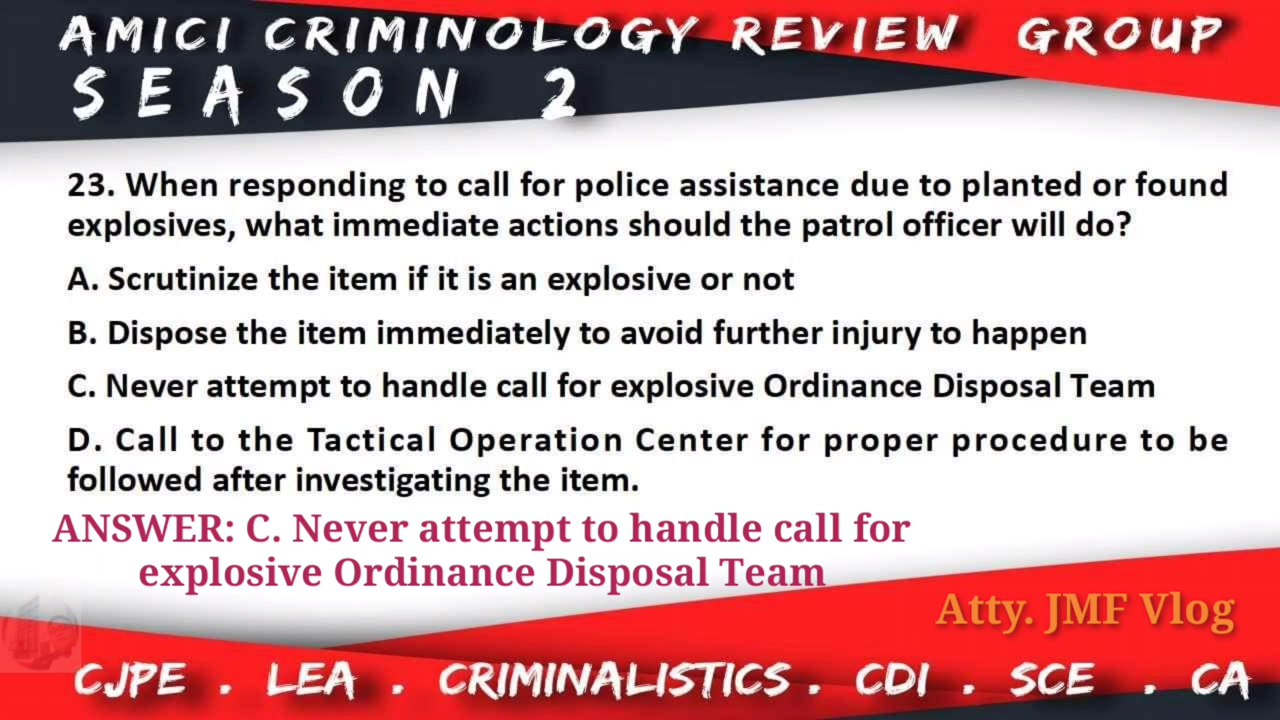 AMICI CRIMINOLOGY REVIEW GROUP
SEASON 2
23. When responding to call for police assistance due to planted or found
explosives, what immediate actions should the patrol officer will do?
A. Scrutinize the item if it is an explosive or not
B. Dispose the item immediately to avoid further injury to happen
C. Never attempt to handle call for explosive Ordinance Disposal Team
D. Call to the Tactical Operation Center for proper procedure to be
followed after investigating the item.
ANSWER: C. Never attempt to handle call for
explosive Ordinance Disposal Team
Atty. JMF Vlog
CJPE . LEA . CRIMINALISTICS . CDI . SCE . CA